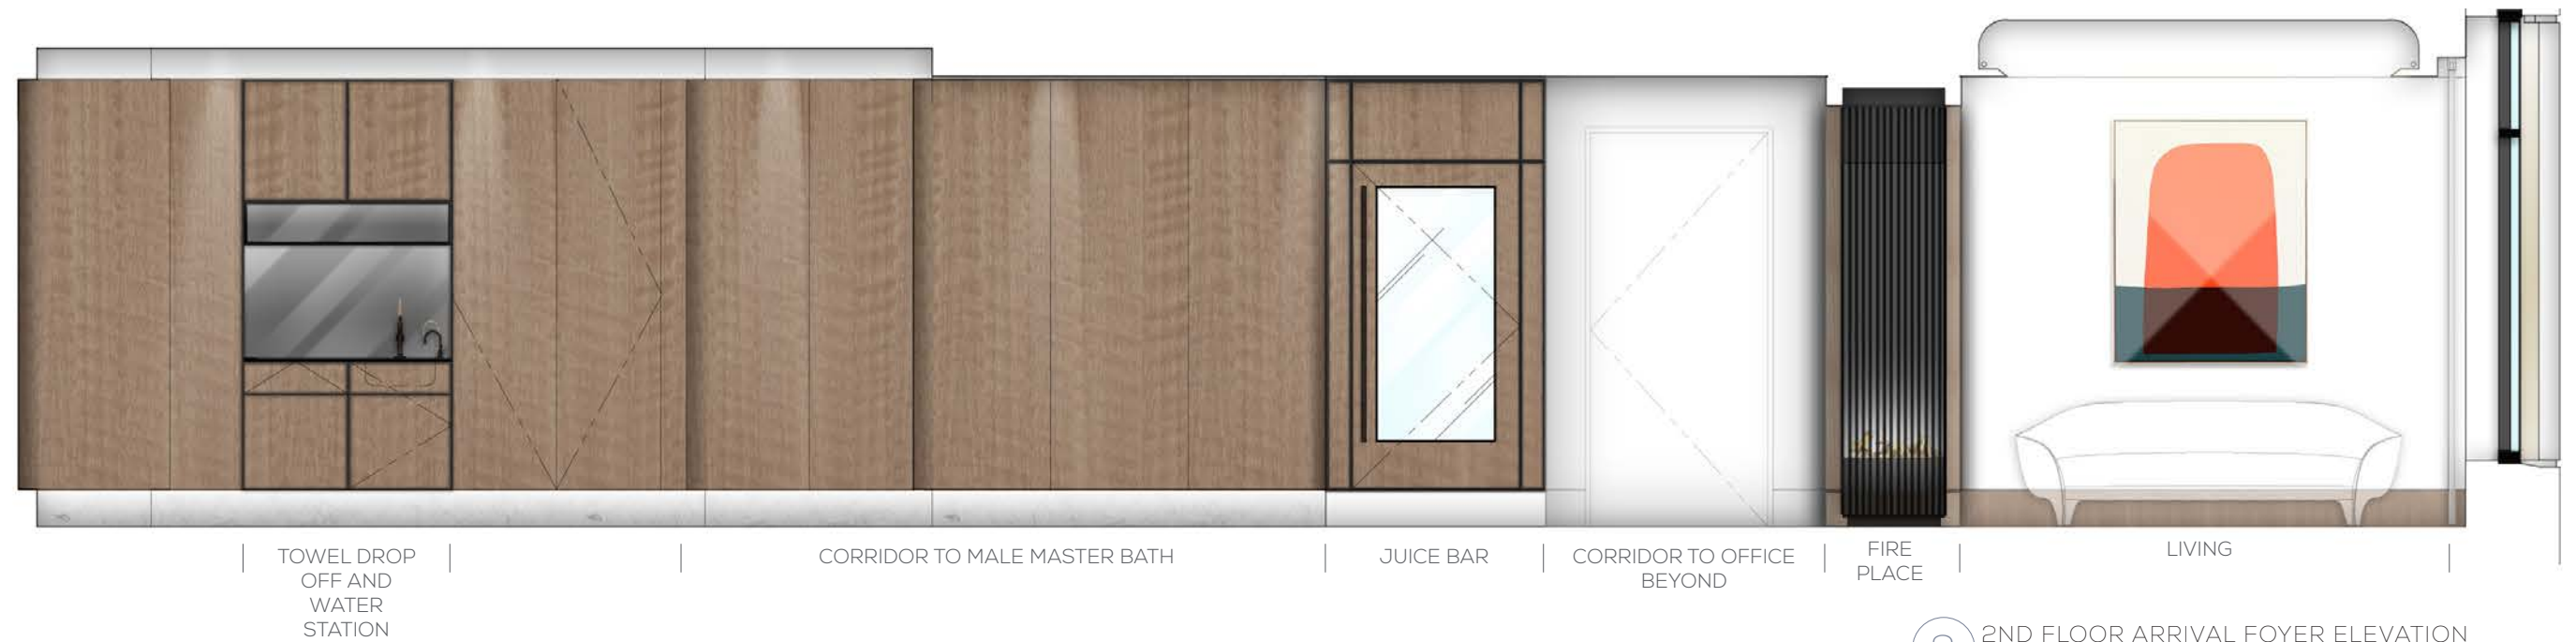 TOWEL DROP
OFF AND
WATER
STATION
CORRIDOR TO MALE MASTER BATH
JUICE BAR
CORRIDOR TO OFFICE
BEYOND
FIRE
PLACE
LIVING
2ND FLOOR ARRIVAL FOYER ELEVATION